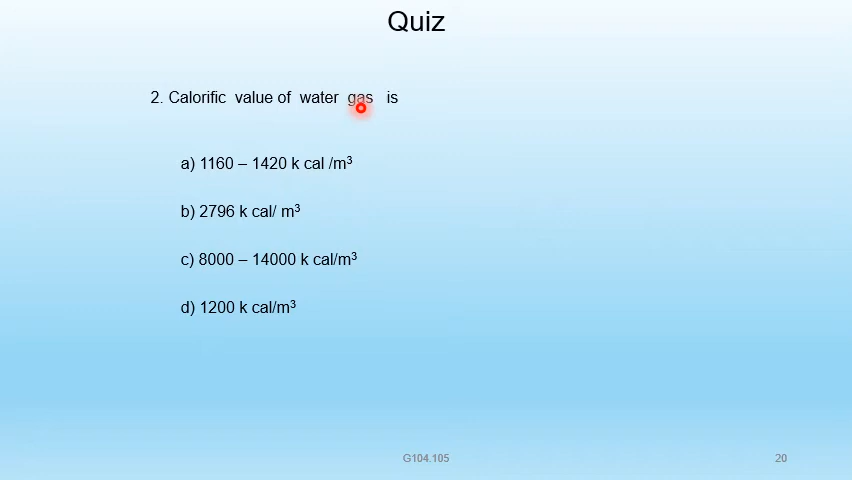 Quiz
2. Calorific value of water gas is
a) 1160 – 1420 k cal /m³
b) 2796 k cal/ m³
c) 8000 – 14000 k cal/m³
d) 1200 k cal/m³
G104.105
20